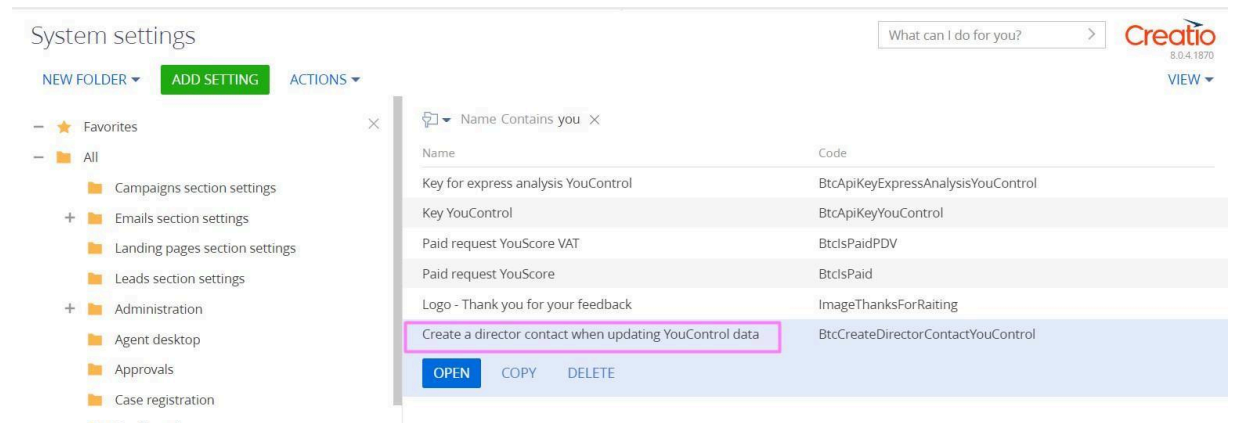 System settings
What can I do for you?
Creatio
8.0.4.1870
NEW FOLDER
ADD SETTING
ACTIONS
VIEW
Favorites
All
Campaigns section settings
Emails section settings
Landing pages section settings
Leads section settings
Administration
Agent desktop
Approvals
Case registration
Name Contains you
Name Code
Key for express analysis YouControl BtcApiKeyExpressAnalysisYouControl
Key YouControl BtcApiKeyYouControl
Paid request YouScore VAT BtcIsPaidPDV
Paid request YouScore BtcIsPaid
Logo - Thank you for your feedback ImageThanksForRaiting
Create a director contact when updating YouControl data BtcCreateDirectorContactYouControl
OPEN COPY DELETE